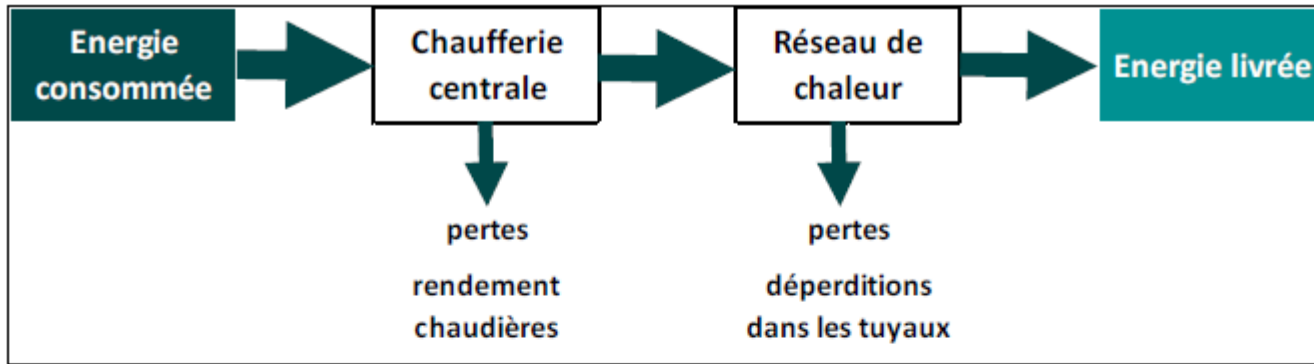 Energie
consommée
Chaufferie
centrale
Réseau de
chaleur
Energie livrée
pertes
rendement
chaudières
pertes
déperditions
dans les tuyaux